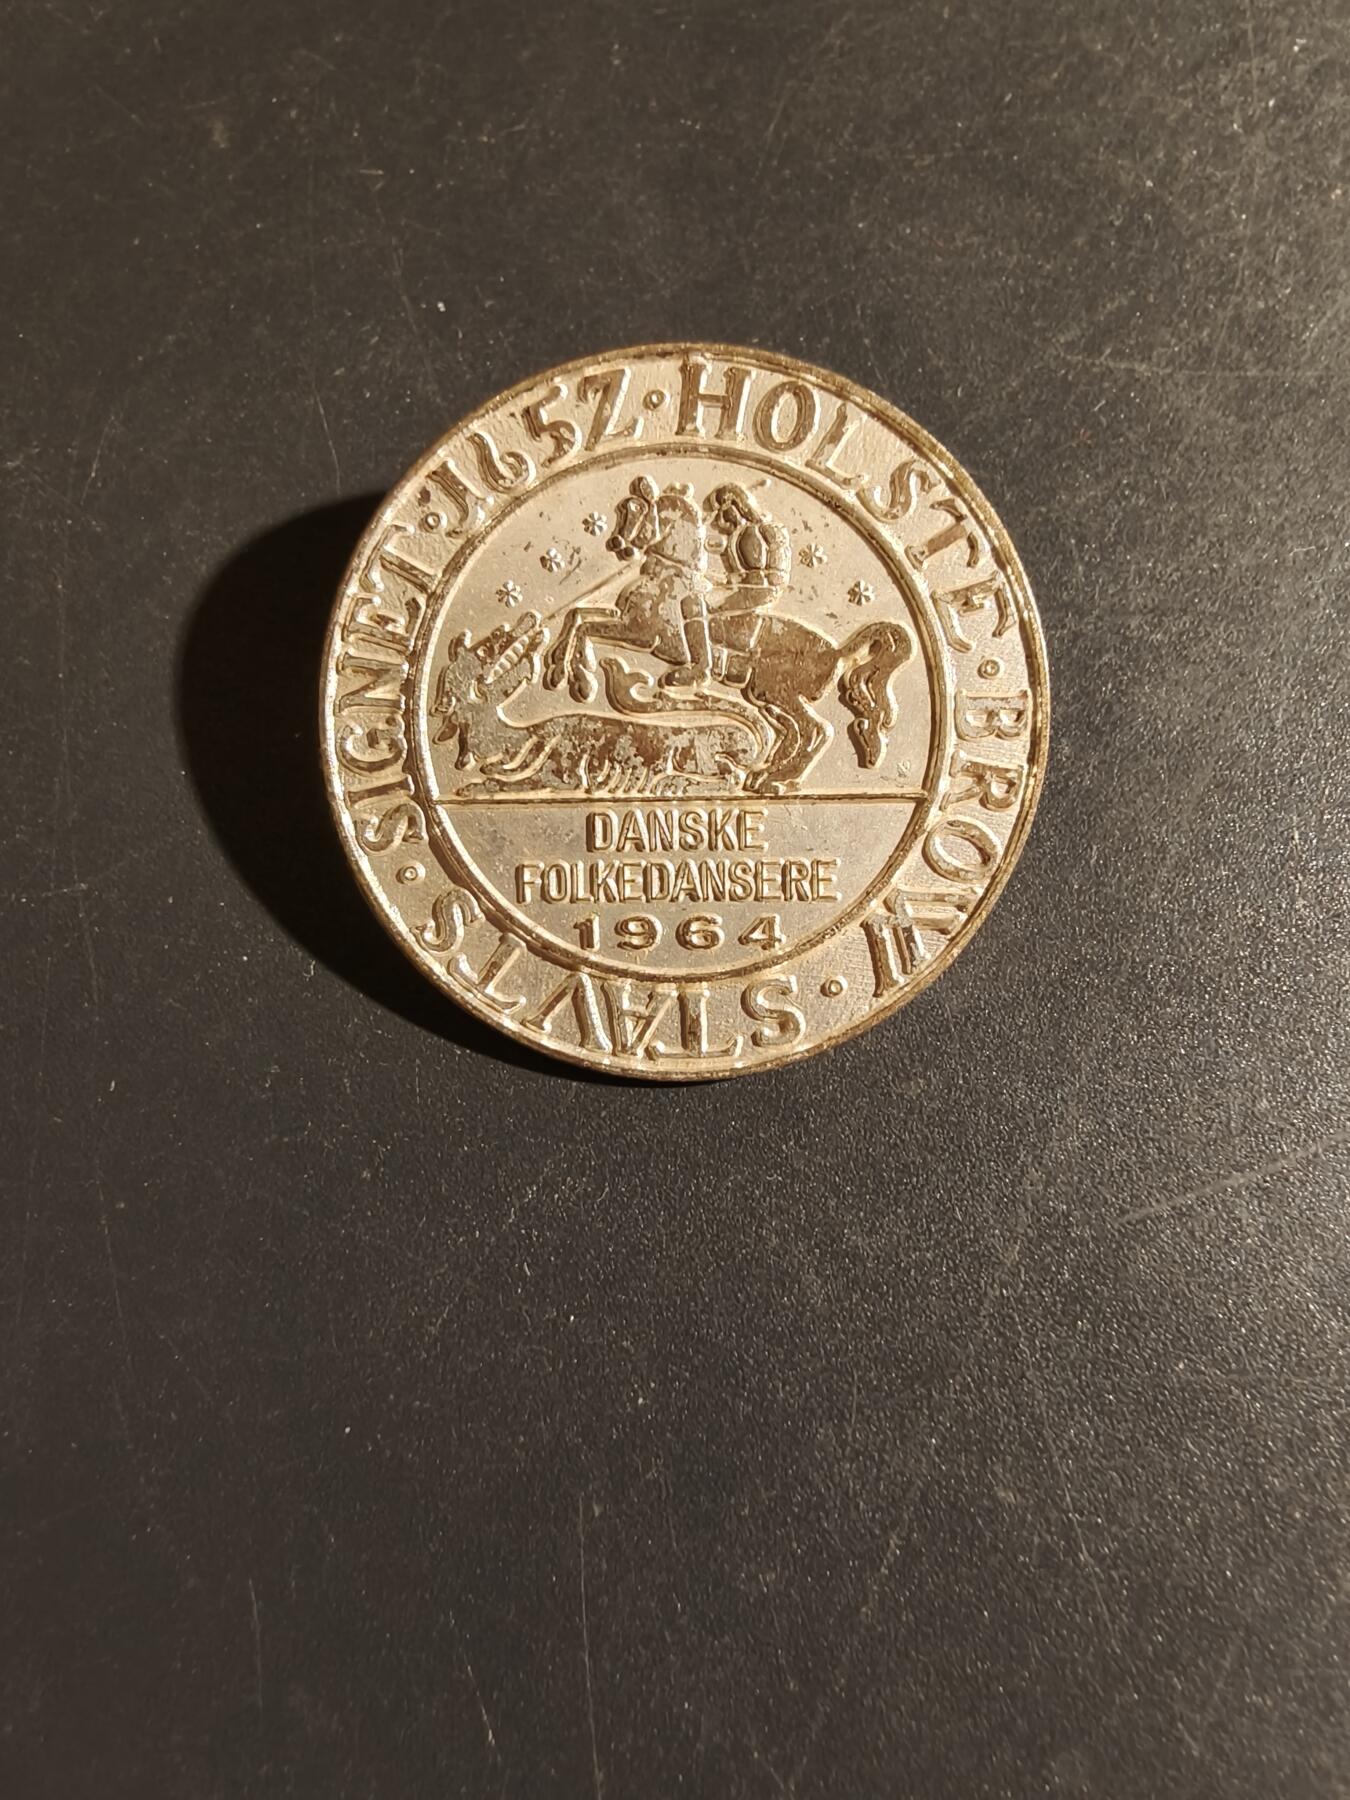 HOLSTE · BROW · STAVTS · SIGNET · 1652 ·
DANSKE
FOLKEDANSERE
1964